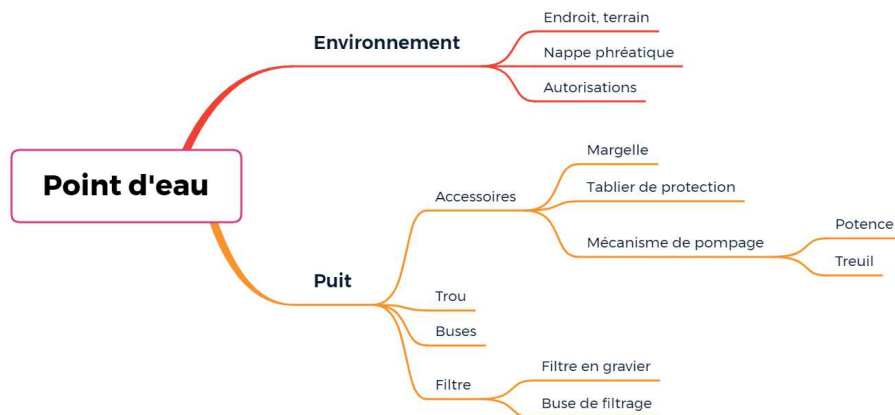 Point d'eau
Environnement
Endroit, terrain
Nappe phréatique
Autorisations
Puit
Accessoires
Margelle
Tablier de protection
Mécanisme de pompage
Potence
Treuil
Trou
Buses
Filtre
Filtre en gravier
Buse de filtrage